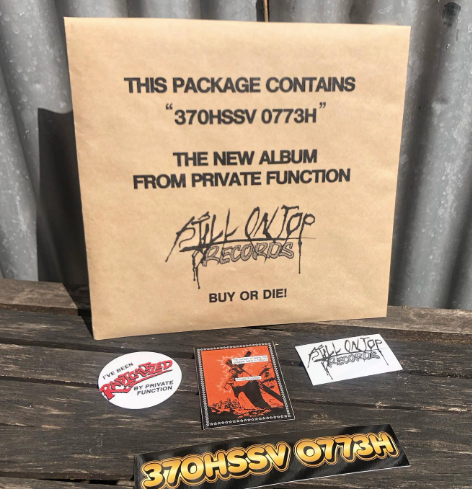 THIS PACKAGE CONTAINS
"370HSSV 0773H"
THE NEW ALBUM
FROM PRIVATE FUNCTION
STILL ON TOP
RECORDS
BUY OR DIE!
I'VE BEEN
BY PRIVATE
FUNCTION
STILL ON TOP
RECORDS
370HSSV 0773H